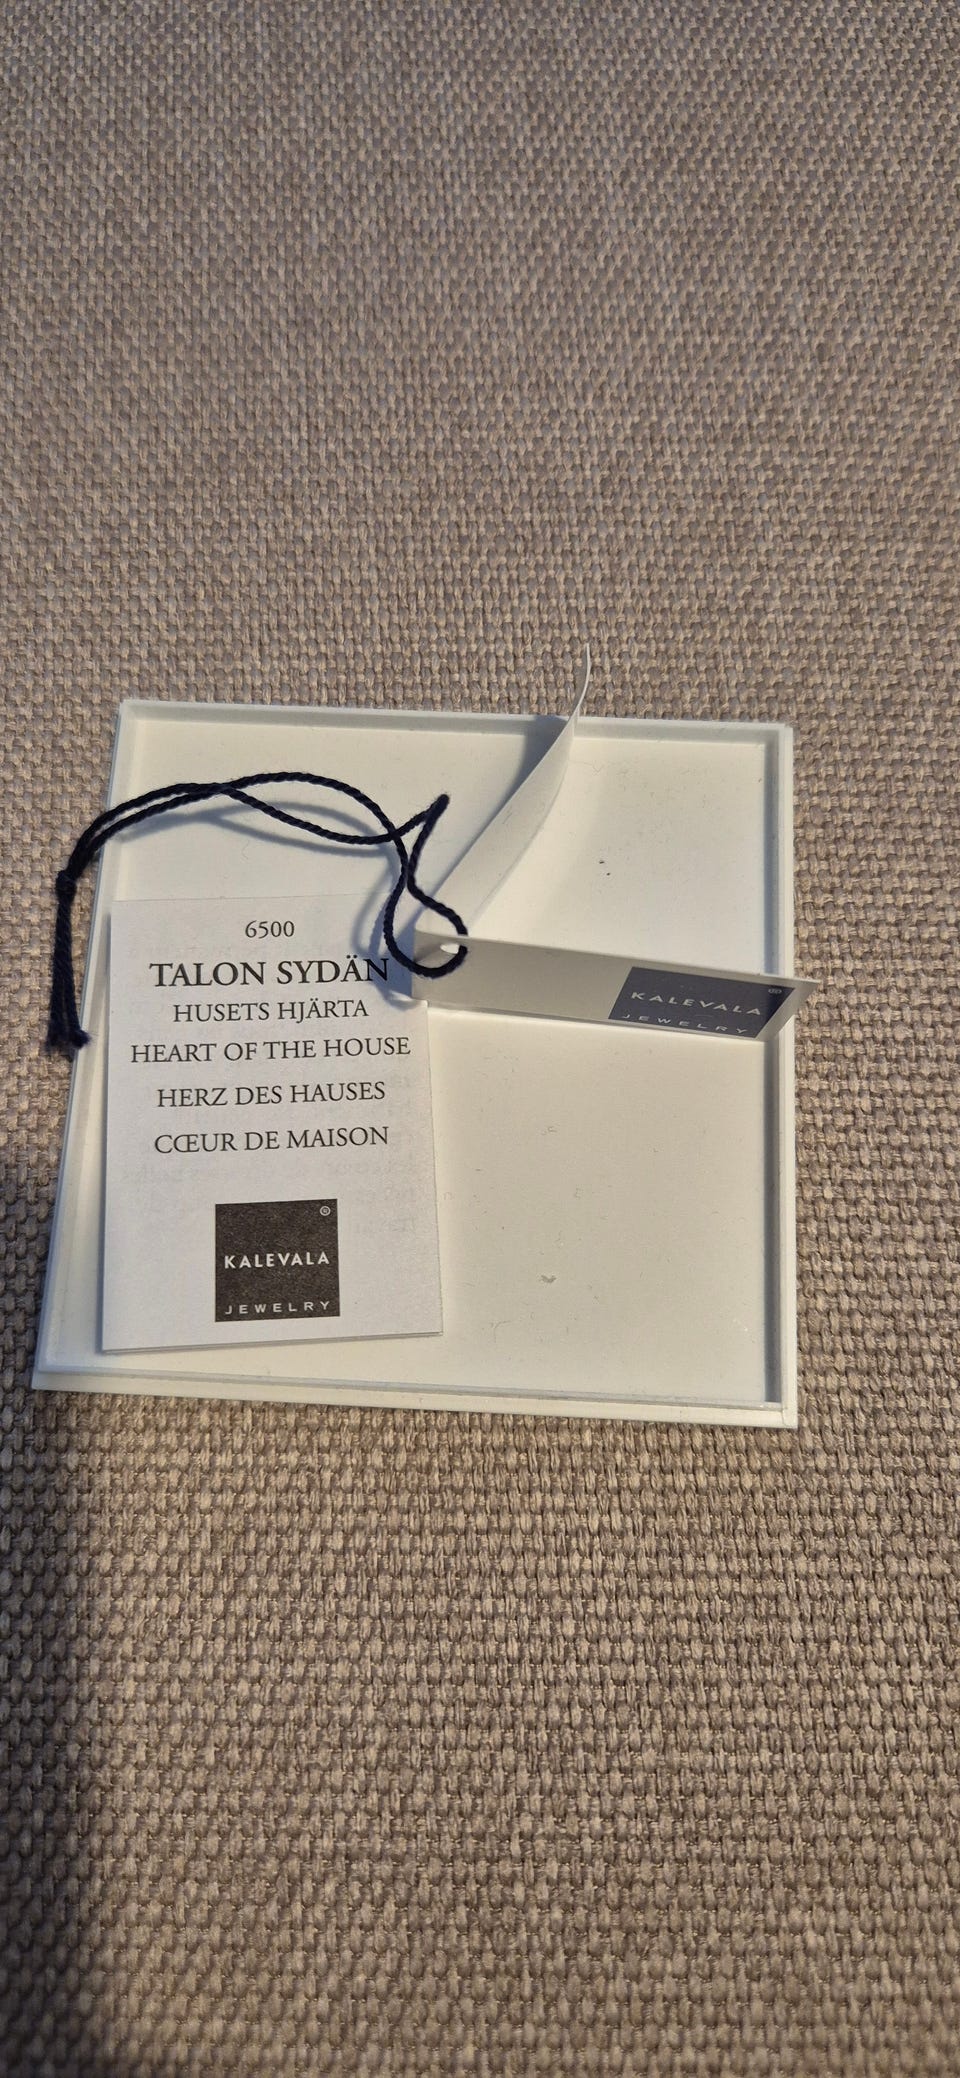 6500
TALON SYDÄN
HUSETS HJÄRTA
HEART OF THE HOUSE
HERZ DES HAUSES
CŒUR DE MAISON
®
KALEVALA
JEWELRY
®
KALEVALA
JEWELRY